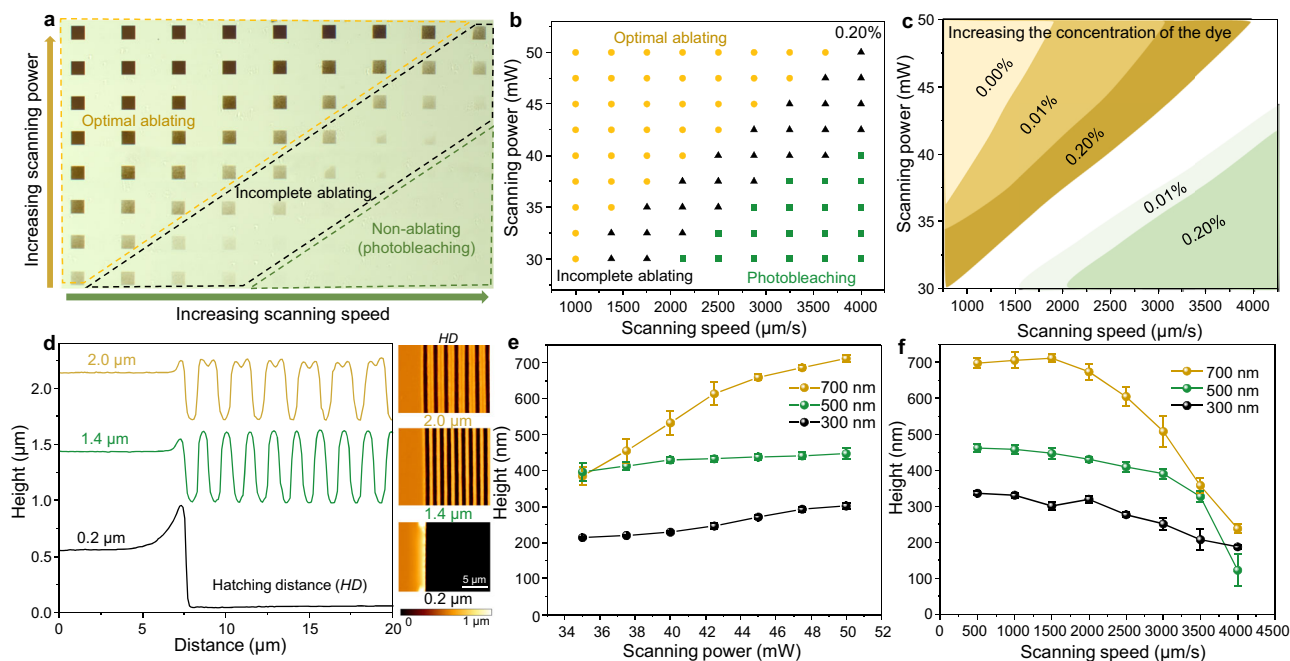 a
Increasing scanning power
Optimal ablating
Incomplete ablating
Non-ablating
(photobleaching)
Increasing scanning speed
b
0.20%
Optimal ablating
50
45
40
35
30
Scanning power (mW)
Incomplete ablating
Photobleaching
1000 1500 2000 2500 3000 3500 4000
Scanning speed (µm/s)
c
Increasing the concentration of the dye
0.00%
0.01%
0.20%
0.01%
0.20%
50
45
40
35
30
Scanning power (mW)
1000 1500 2000 2500 3000 3500 4000
Scanning speed (µm/s)
d
2.0 µm
1.4 µm
0.2 µm
Hatching distance (HD)
2.0
1.5
1.0
0.5
0.0
Height (µm)
0 5 10 15 20
Distance (µm)
HD
2.0 µm
1.4 µm
5 µm
0.2 µm
0 1 µm
e
700 nm
500 nm
300 nm
700
600
500
400
300
200
100
0
Height (nm)
34 36 38 40 42 44 46 48 50 52
Scanning power (mW)
f
700 nm
500 nm
300 nm
700
600
500
400
300
200
100
0
Height (nm)
0 500 1000 1500 2000 2500 3000 3500 4000 4500
Scanning speed (µm/s)